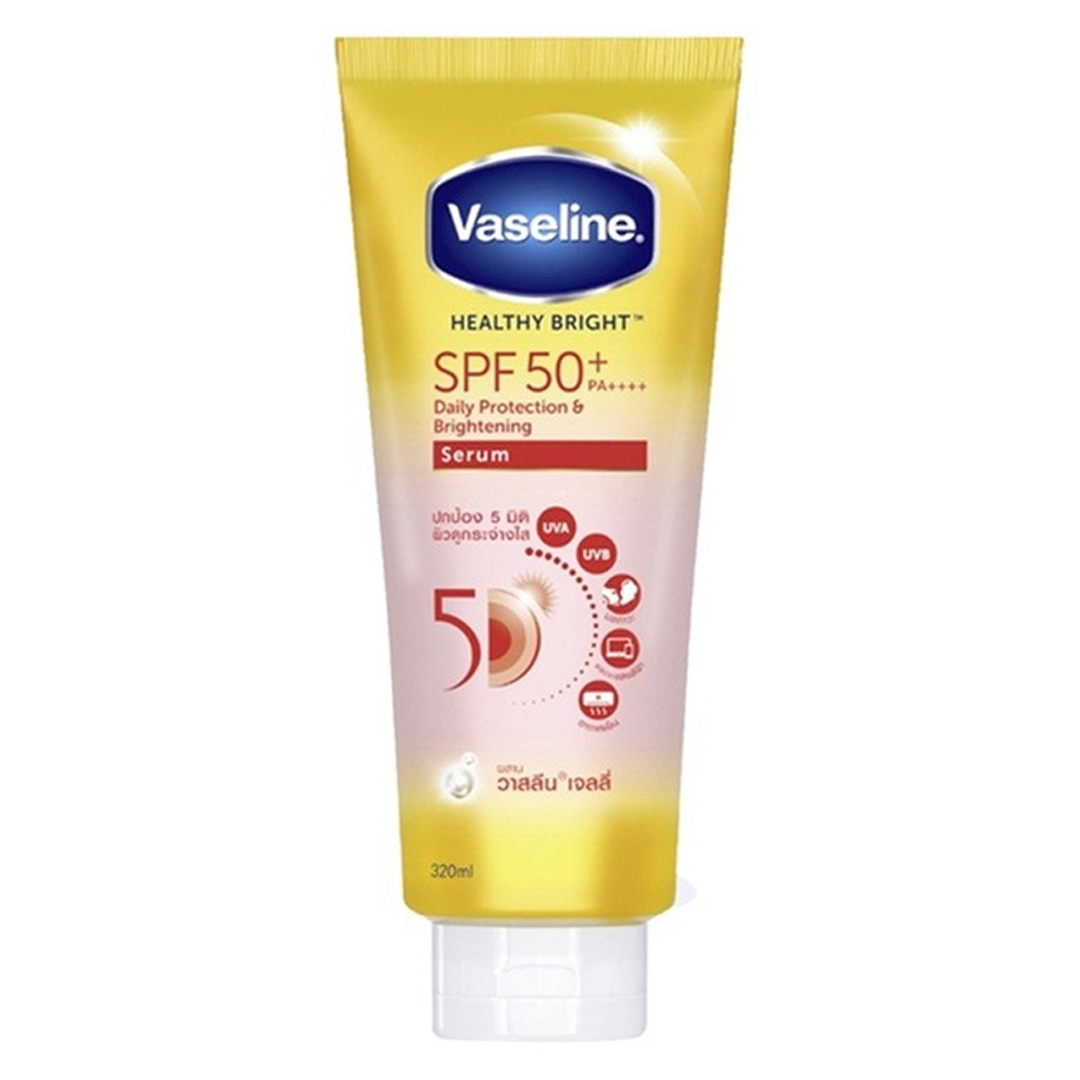 Vaseline®
HEALTHY BRIGHT™
SPF 50+
PA++++
Daily Protection &
Brightening
Serum
ปกป้อง 5 มิติ
ผิวดูกระจ่างใส
UVA
UVB
5D
ผสาน
วาสลีน® เจลลี่
320ml